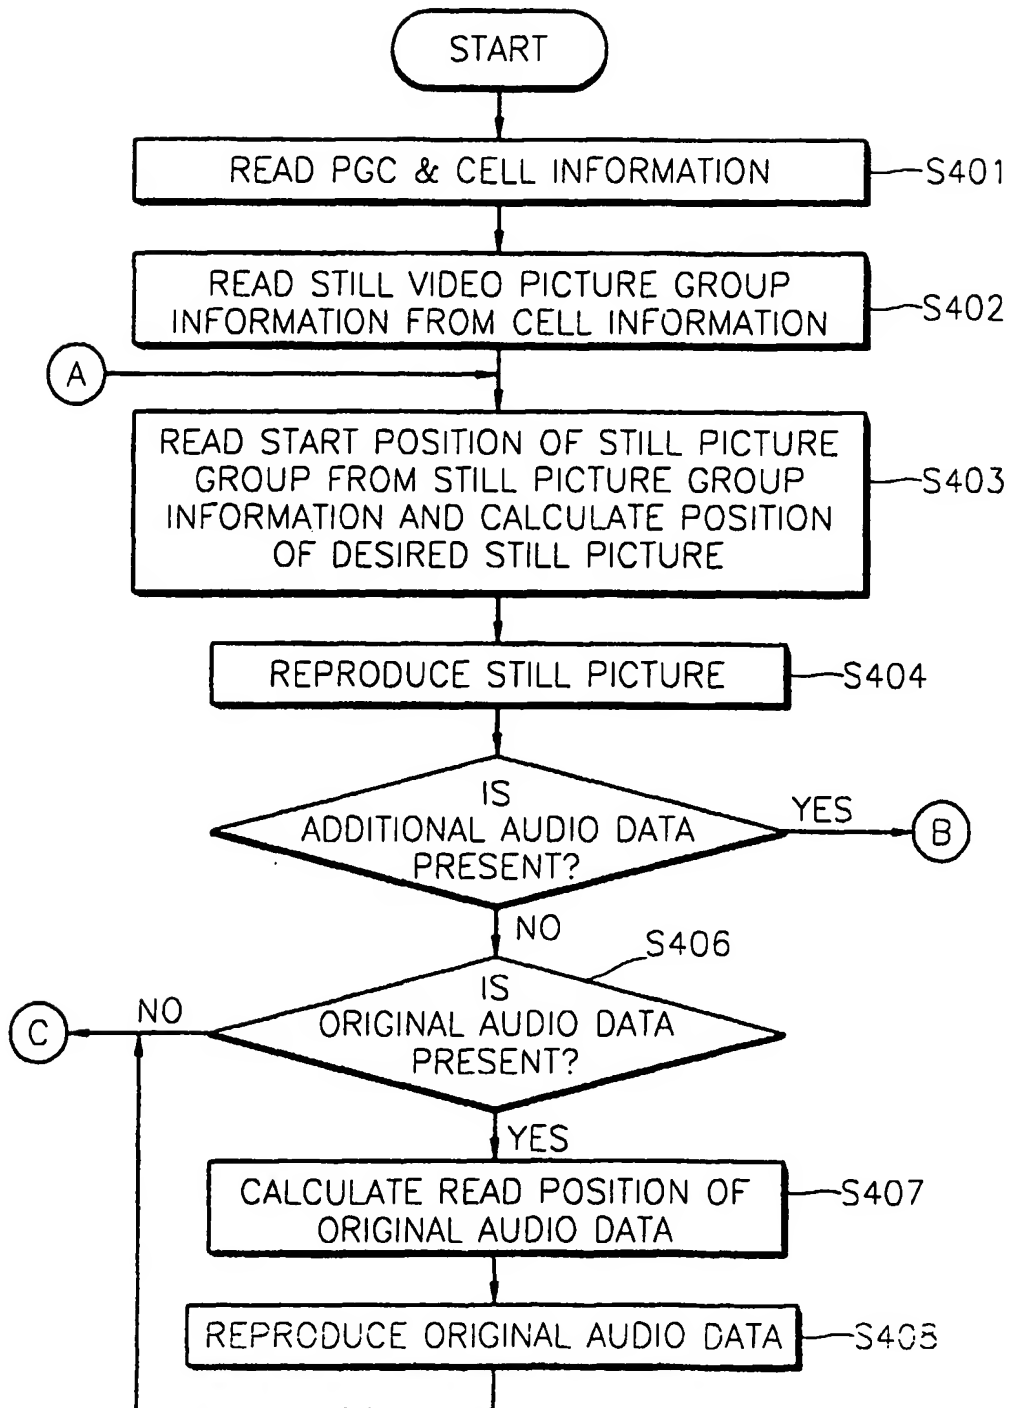 START
READ PGC & CELL INFORMATION
S401
READ STILL VIDEO PICTURE GROUP
INFORMATION FROM CELL INFORMATION
S402
A
READ START POSITION OF STILL PICTURE
GROUP FROM STILL PICTURE GROUP
INFORMATION AND CALCULATE POSITION
OF DESIRED STILL PICTURE
S403
REPRODUCE STILL PICTURE
S404
IS
ADDITIONAL AUDIO DATA
PRESENT?
YES
B
NO
S406
IS
ORIGINAL AUDIO DATA
PRESENT?
NO
C
YES
CALCULATE READ POSITION OF
ORIGINAL AUDIO DATA
S407
REPRODUCE ORIGINAL AUDIO DATA
S408